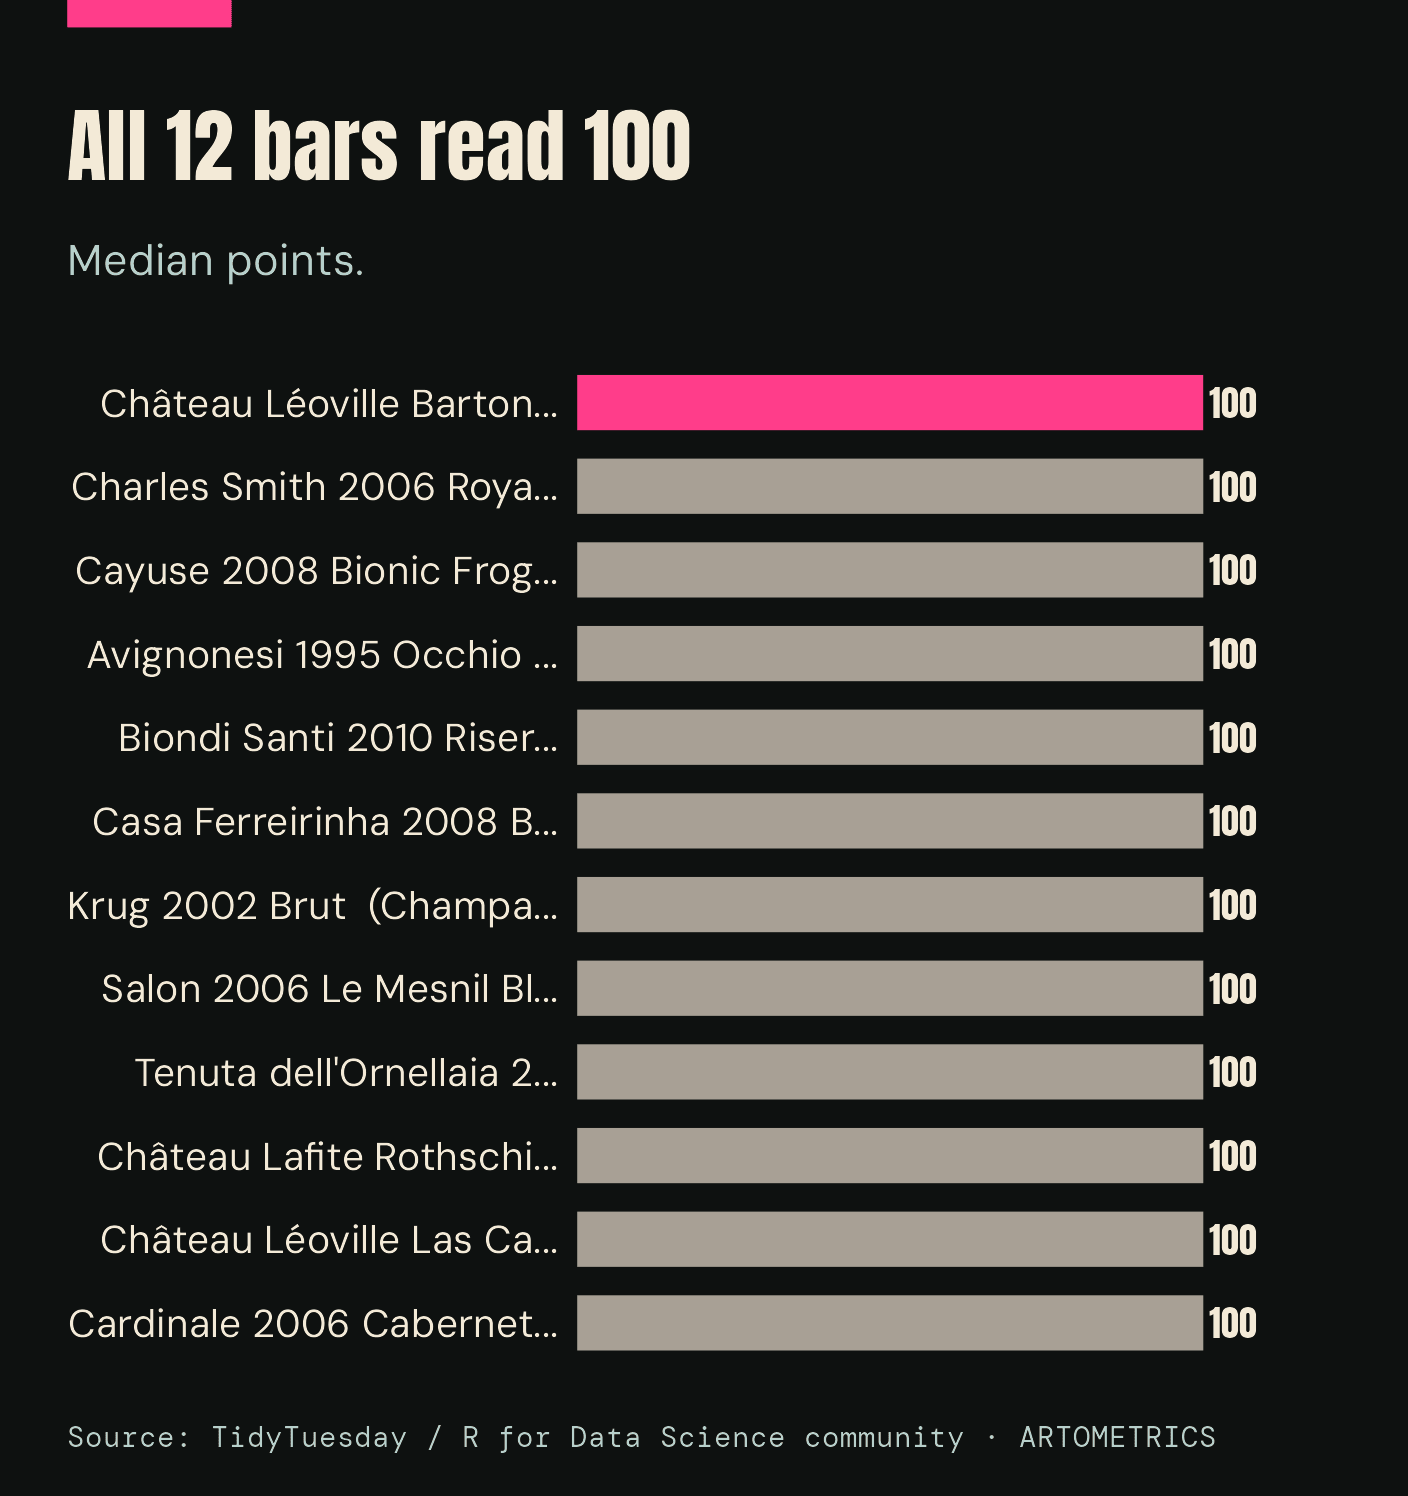 All 12 bars read 100
Median points.
Château Léoville Barton... 100
Charles Smith 2006 Roya... 100
Cayuse 2008 Bionic Frog... 100
Avignonesi 1995 Occhio ... 100
Biondi Santi 2010 Riser... 100
Casa Ferreirinha 2008 B... 100
Krug 2002 Brut  (Champa... 100
Salon 2006 Le Mesnil Bl... 100
Tenuta dell'Ornellaia 2... 100
Château Lafite Rothschi... 100
Château Léoville Las Ca... 100
Cardinale 2006 Cabernet... 100
Source: TidyTuesday / R for Data Science community · ARTOMETRICS